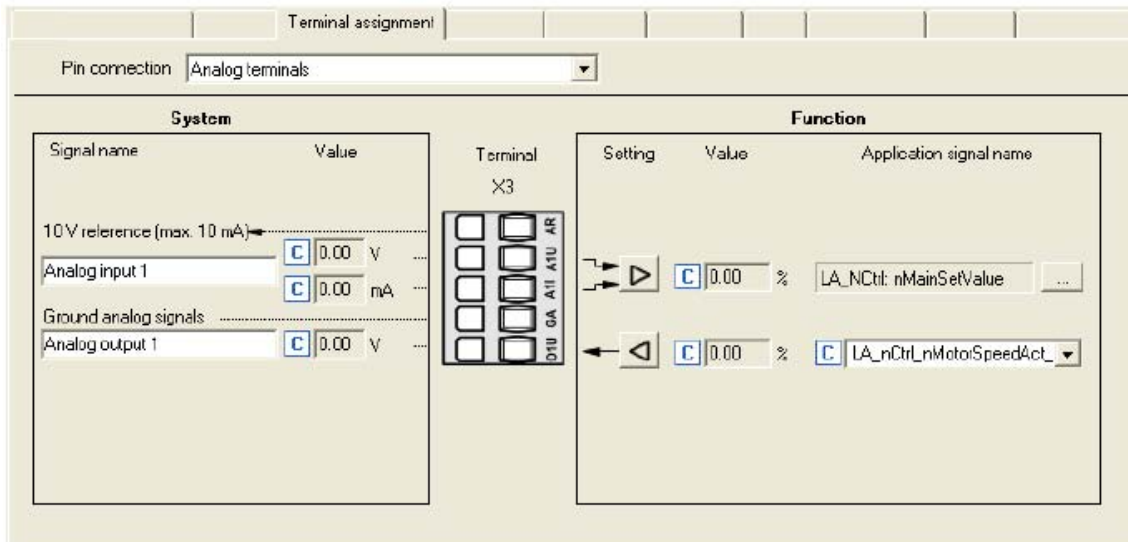 Terminal assignment
Pin connection Analog terminals
System Function
Signal name Value Terminal Setting Value Application signal name
X3
10 V reference (max. 10 mA) AR
C 0.00 V A1U
Analog input 1 C 0.00 % LA_NCtrl: nMainSetValue ...
C 0.00 mA A1I
Ground analog signals GA
Analog output 1 C 0.00 V O1U C 0.00 % C LA_nCtrl_nMotorSpeedAct_